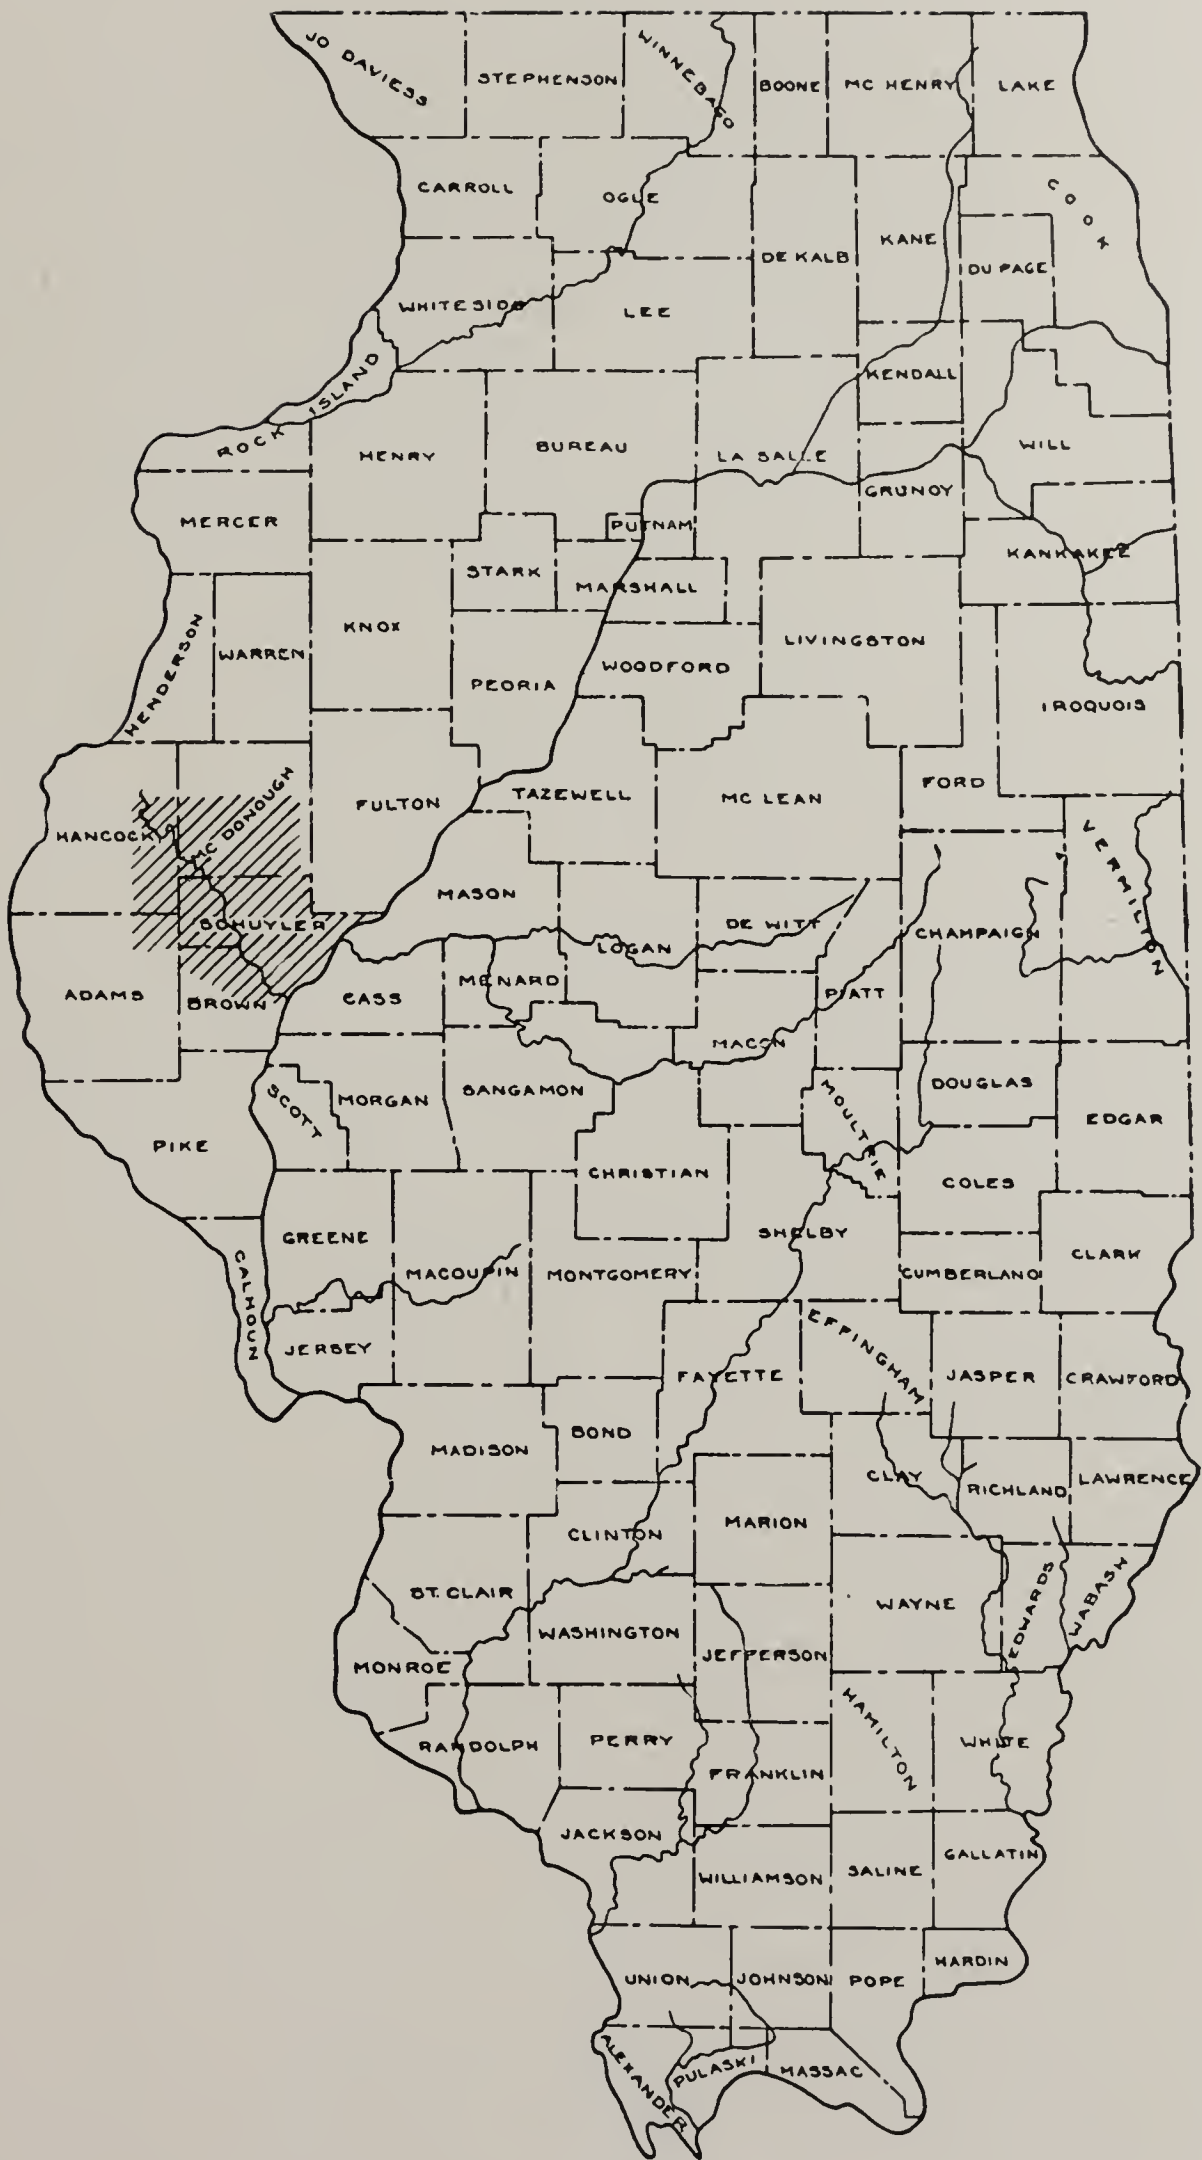 JO DAVIESS
STEPHENSON
WINNEBAGO
BOONE
MC HENRY
LAKE
CARROLL
OGLE
DE KALB
KANE
COOK
DU PAGE
WHITESIDE
LEE
ROCK ISLAND
KENDALL
HENRY
BUREAU
LA SALLE
WILL
GRUNDY
MERCER
PUTNAM
KANKAKEE
STARK
MARSHALL
HENDERSON
WARREN
KNOX
LIVINGSTON
WOODFORD
PEORIA
IROQUOIS
HANCOCK
MC DONOUGH
FULTON
TAZEWELL
MC LEAN
FORD
VERMILION
MASON
SCHUYLER
LOGAN
DE WITT
CHAMPAIGN
ADAMS
BROWN
CASS
MENARD
PIATT
MACON
SCOTT
MORGAN
SANGAMON
MOULTRIE
DOUGLAS
EDGAR
PIKE
CHRISTIAN
COLES
GREENE
SHELBY
CLARK
CALHOUN
MACOUPIN
MONTGOMERY
CUMBERLAND
JERSEY
FAYETTE
EFFINGHAM
JASPER
CRAWFORD
MADISON
BOND
CLAY
RICHLAND
LAWRENCE
CLINTON
MARION
ST. CLAIR
WASHINGTON
WAYNE
EDWARDS
WABASH
MONROE
JEFFERSON
RANDOLPH
PERRY
HAMILTON
WHITE
FRANKLIN
JACKSON
WILLIAMSON
SALINE
GALLATIN
UNION
JOHNSON
POPE
HARDIN
ALEXANDER
PULASKI
MASSAC